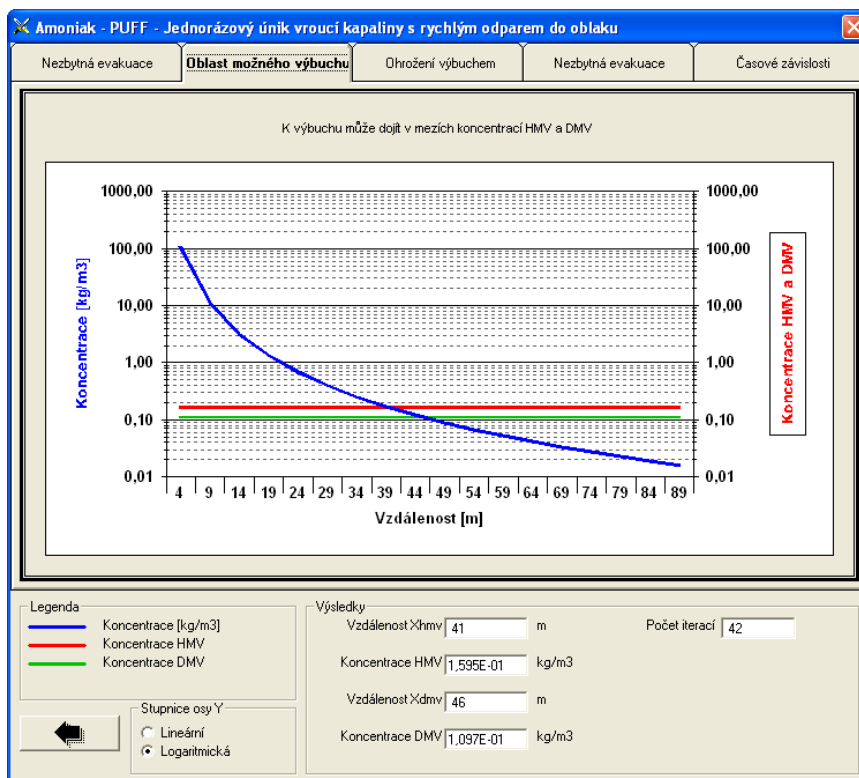 Amoniak - PUFF - Jednorázový únik vroucí kapaliny s rychlým odparem do oblaku
Nezbytná evakuace Oblast možného výbuchu Ohrožení výbuchem Nezbytná evakuace Časové závislosti
K výbuchu může dojít v mezích koncentrací HMV a DMV
1000,00 1000,00
100,00 100,00
10,00 10,00
1,00 1,00
0,10 0,10
0,01 0,01
Koncentrace [kg/m3]
Koncentrace HMV a DMV
4 9 14 19 24 29 34 39 44 49 54 59 64 69 74 79 84 89
Vzdálenost [m]
Legenda
Koncentrace [kg/m3]
Koncentrace HMV
Koncentrace DMV
Stupnice osy Y
Lineární
Logaritmická
Výsledky
Vzdálenost Xhmv 41 m Počet iterací 42
Koncentrace HMV 1,595E-01 kg/m3
Vzdálenost Xdmv 46 m
Koncentrace DMV 1,097E-01 kg/m3